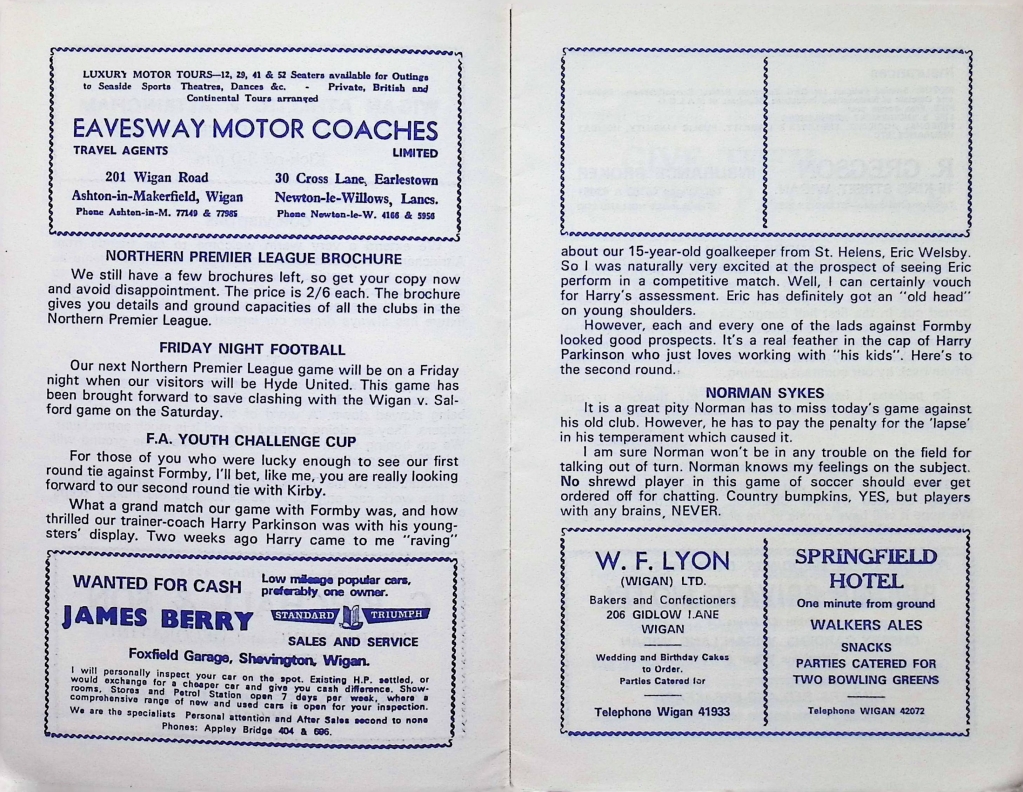 LUXURY MOTOR TOURS—12, 29, 41 & 52 Seaters available for Outings
to Seaside Sports Theatres, Dances &c. - Private, British and
Continental Tours arranged
EAVESWAY MOTOR COACHES
TRAVEL AGENTS LIMITED
201 Wigan Road 30 Cross Lane, Earlestown
Ashton-in-Makerfield, Wigan Newton-le-Willows, Lancs.
Phone Ashton-in-M. 77149 & 77985 Phone Newton-le-W. 4166 & 5956
NORTHERN PREMIER LEAGUE BROCHURE
We still have a few brochures left, so get your copy now
and avoid disappointment. The price is 2/6 each. The brochure
gives you details and ground capacities of all the clubs in the
Northern Premier League.
FRIDAY NIGHT FOOTBALL
Our next Northern Premier League game will be on a Friday
night when our visitors will be Hyde United. This game has
been brought forward to save clashing with the Wigan v. Sal-
ford game on the Saturday.
F.A. YOUTH CHALLENGE CUP
For those of you who were lucky enough to see our first
round tie against Formby, I'll bet, like me, you are really looking
forward to our second round tie with Kirby.
What a grand match our game with Formby was, and how
thrilled our trainer-coach Harry Parkinson was with his young-
sters' display. Two weeks ago Harry came to me "raving"
WANTED FOR CASH Low mileage popular cars,
preferably one owner.
JAMES BERRY STANDARD TRIUMPH
SALES AND SERVICE
Foxfield Garage, Shevington, Wigan.
I will personally inspect your car on the spot. Existing H.P. settled, or
would exchange for a cheaper car and give you cash difference. Show-
rooms, Stores and Petrol Station open 7 days per week, where a
comprehensive range of new and used cars is open for your inspection.
We are the specialists Personal attention and After Sales second to none
Phones: Appley Bridge 404 & 696.
about our 15-year-old goalkeeper from St. Helens, Eric Welsby.
So I was naturally very excited at the prospect of seeing Eric
perform in a competitive match. Well, I can certainly vouch
for Harry's assessment. Eric has definitely got an "old head"
on young shoulders.
However, each and every one of the lads against Formby
looked good prospects. It's a real feather in the cap of Harry
Parkinson who just loves working with "his kids". Here's to
the second round.
NORMAN SYKES
It is a great pity Norman has to miss today's game against
his old club. However, he has to pay the penalty for the 'lapse'
in his temperament which caused it.
I am sure Norman won't be in any trouble on the field for
talking out of turn. Norman knows my feelings on the subject.
No shrewd player in this game of soccer should ever get
ordered off for chatting. Country bumpkins, YES, but players
with any brains, NEVER.
W. F. LYON
(WIGAN) LTD.
Bakers and Confectioners
206 GIDLOW LANE
WIGAN
Wedding and Birthday Cakes
to Order.
Parties Catered for
Telephone Wigan 41933
SPRINGFIELD
HOTEL
One minute from ground
WALKERS ALES
SNACKS
PARTIES CATERED FOR
TWO BOWLING GREENS
Telephone WIGAN 42072